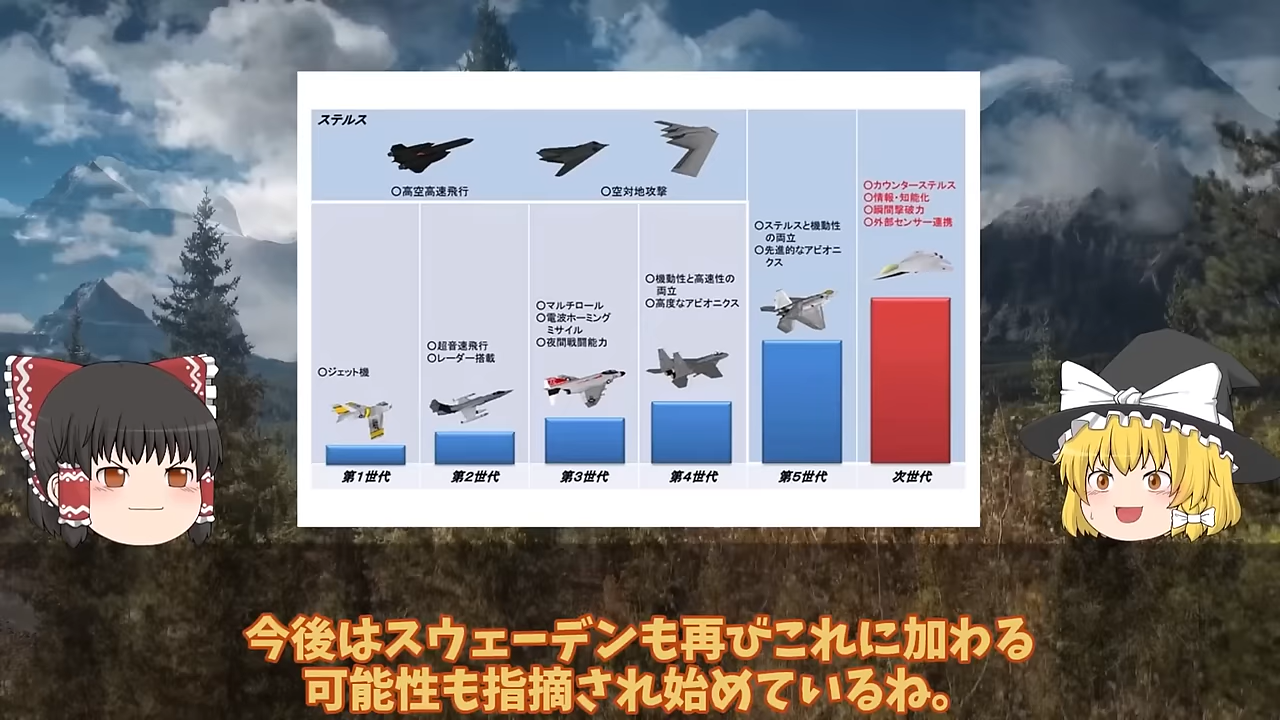 ステルス
○高空高速飛行
○空対地攻撃
○ジェット機
○超音速飛行
○レーダー搭載
○マルチロール
○電波ホーミング
ミサイル
○夜間戦闘能力
○機動性と高速性の
両立
○高度なアビオニクス
○ステルスと機動性
の両立
○先進的なアビオニ
クス
○カウンターステルス
○情報・知能化
○瞬間撃破力
○外部センサー連携
第1世代
第2世代
第3世代
第4世代
第5世代
次世代
今後はスウェーデンも再びこれに加わる
可能性も指摘され始めているね。